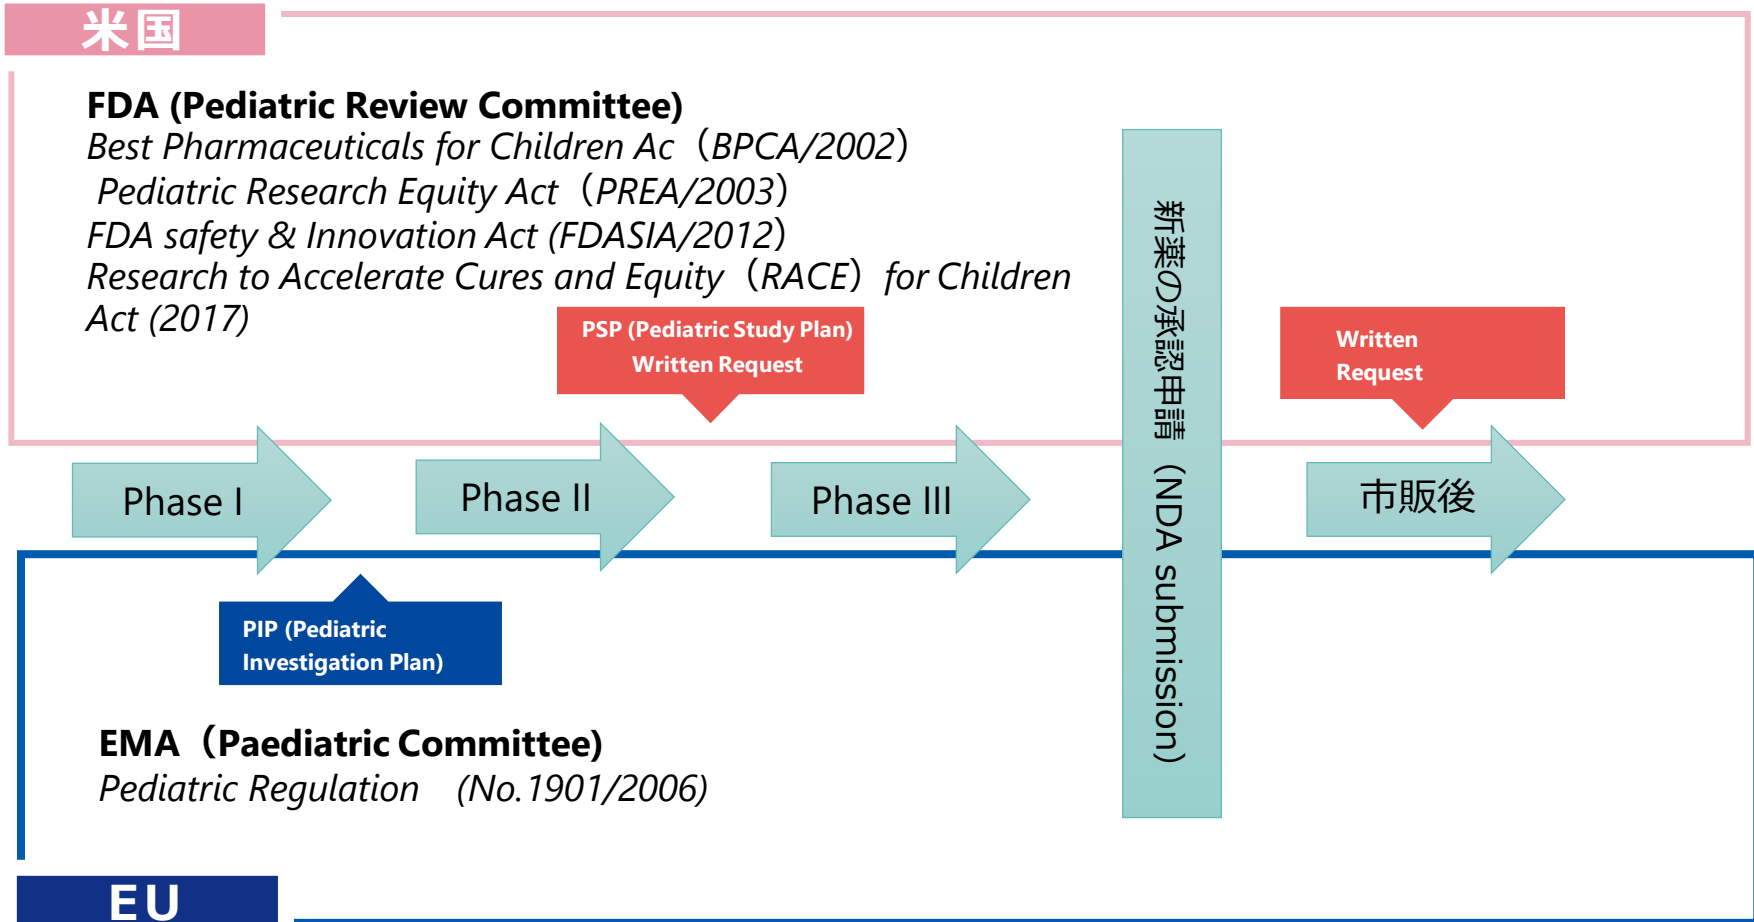 米国
FDA (Pediatric Review Committee)
Best Pharmaceuticals for Children Ac（BPCA/2002）
Pediatric Research Equity Act（PREA/2003）
FDA safety & Innovation Act (FDASIA/2012）
Research to Accelerate Cures and Equity（RACE）for Children
Act (2017)
PSP (Pediatric Study Plan)
Written Request
新薬の承認申請（NDA submission）
Written
Request
Phase I
Phase II
Phase III
市販後
PIP (Pediatric
Investigation Plan)
EMA（Paediatric Committee)
Pediatric Regulation　(No.1901/2006)
EU